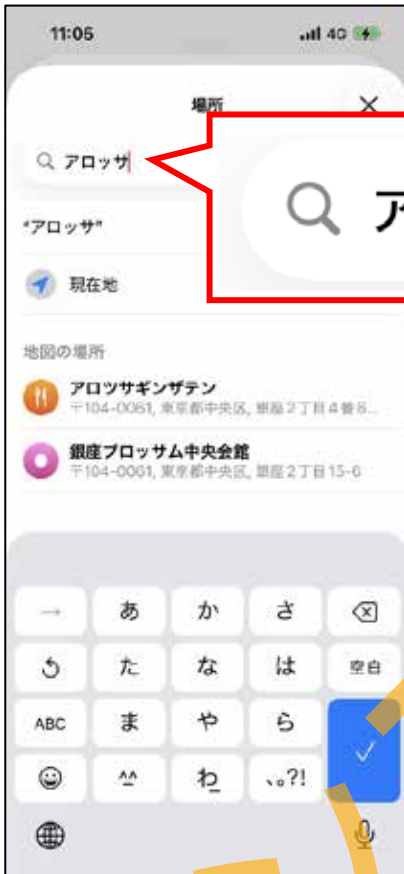 11:05
4G
場所
アロッサ
ア
"アロッサ"
現在地
地図の場所
アロツサギンザテン
〒104-0061, 東京都中央区, 銀座2丁目4番6...
銀座ブロッサム中央会館
〒104-0061, 東京都中央区, 銀座2丁目15-6
→ あ か さ
た な は 空白
ABC ま や ら
^^ わ_ 、。?!